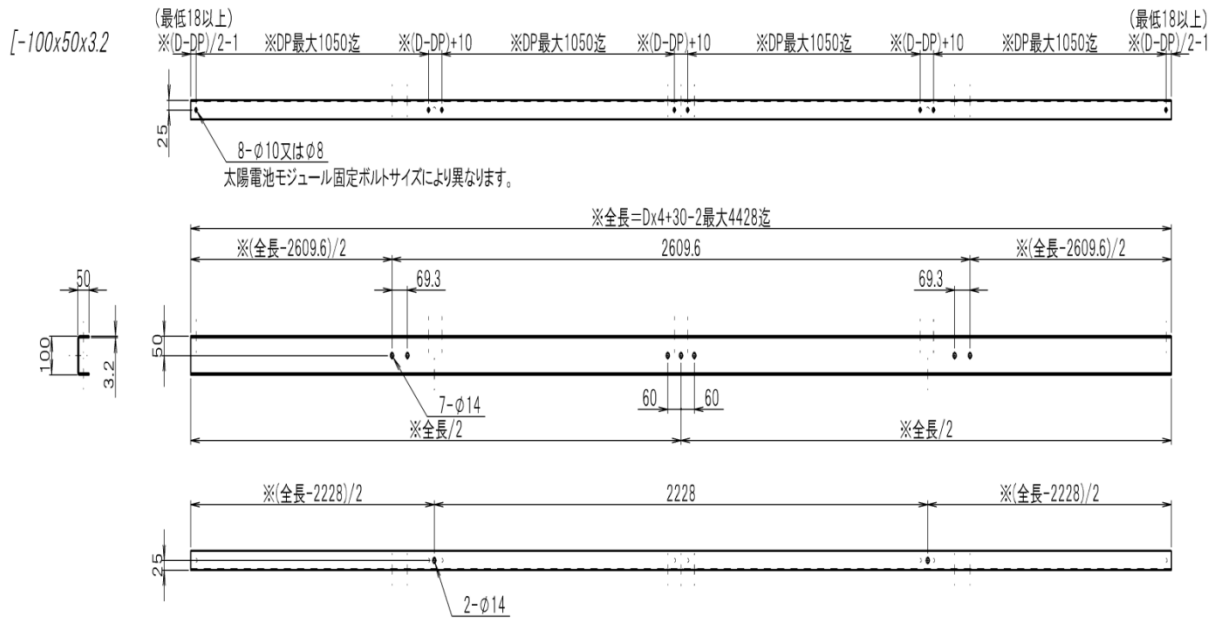 (最低18以上)
(最低18以上)
[-100x50x3.2
※(D-DP)/2-1
※DP最大1050迄
※(D-DP)+10
※DP最大1050迄
※(D-DP)+10
※DP最大1050迄
※(D-DP)+10
※DP最大1050迄
※(D-DP)/2-1
25
8-φ10又はφ8
太陽電池モジュール固定ボルトサイズにより異なります。
※全長=Dx4+30-2最大4428迄
※(全長-2609.6)/2
2609.6
※(全長-2609.6)/2
50
69.3
69.3
100
3.2
50
60
60
7-φ14
※全長/2
※全長/2
※(全長-2228)/2
2228
※(全長-2228)/2
25
2-φ14